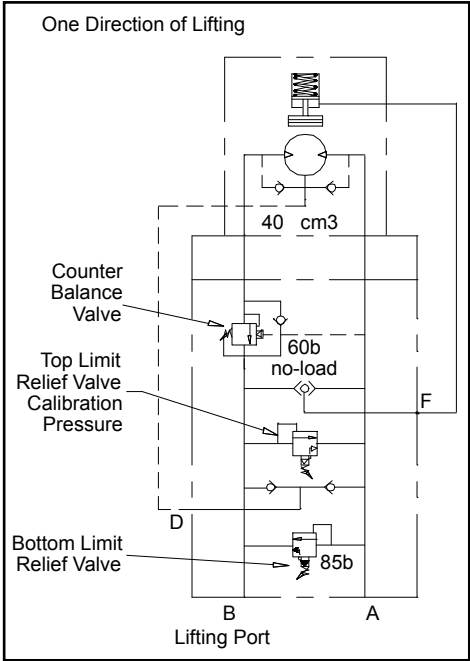 One Direction of Lifting
40 cm3
Counter
Balance
Valve
60b
no-load
Top Limit
Relief Valve
Calibration
Pressure
F
D
Bottom Limit
Relief Valve
85b
B
A
Lifting Port